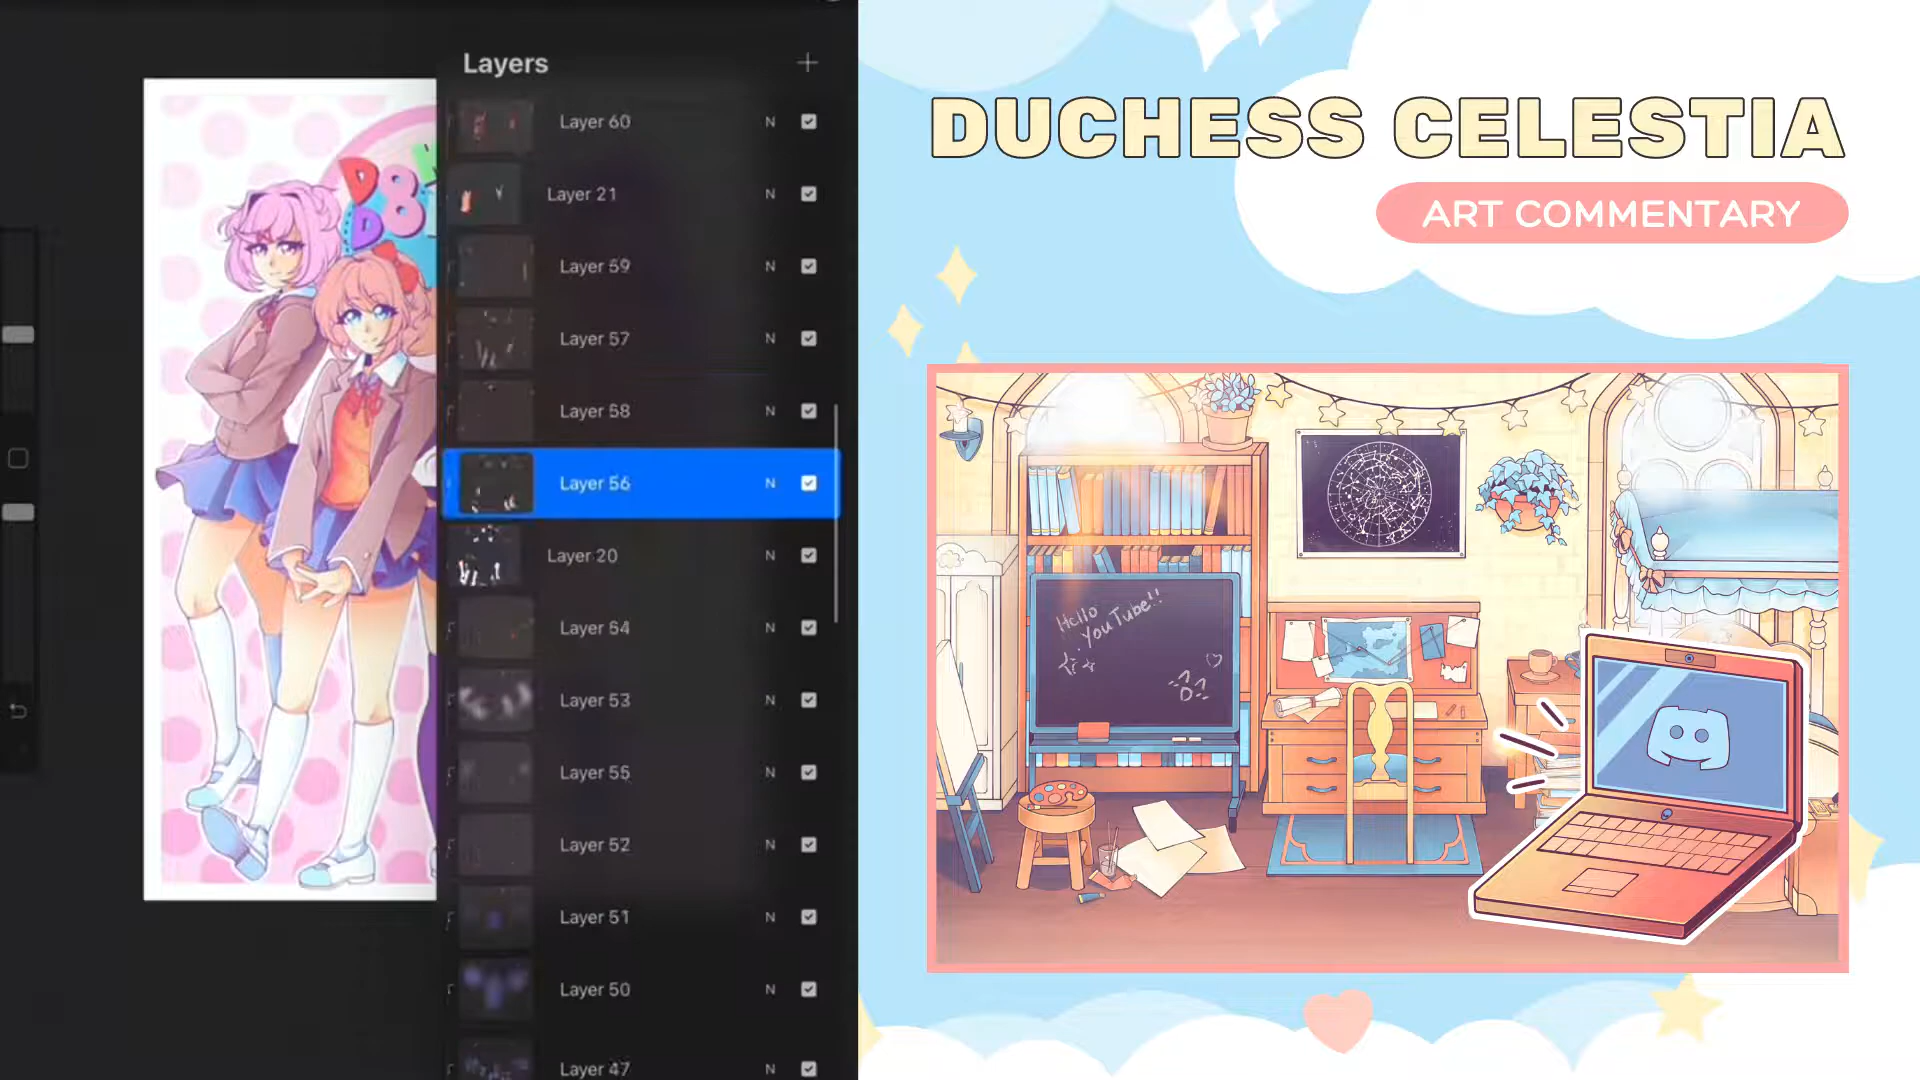 Layers
Layer 60 N
Layer 21 N
Layer 59 N
Layer 57 N
Layer 58 N
Layer 56 N
Layer 20 N
Layer 54 N
Layer 53 N
Layer 55 N
Layer 52 N
Layer 51 N
Layer 50 N
Layer 47 N
DUCHESS CELESTIA
ART COMMENTARY
Hello
YouTube!!